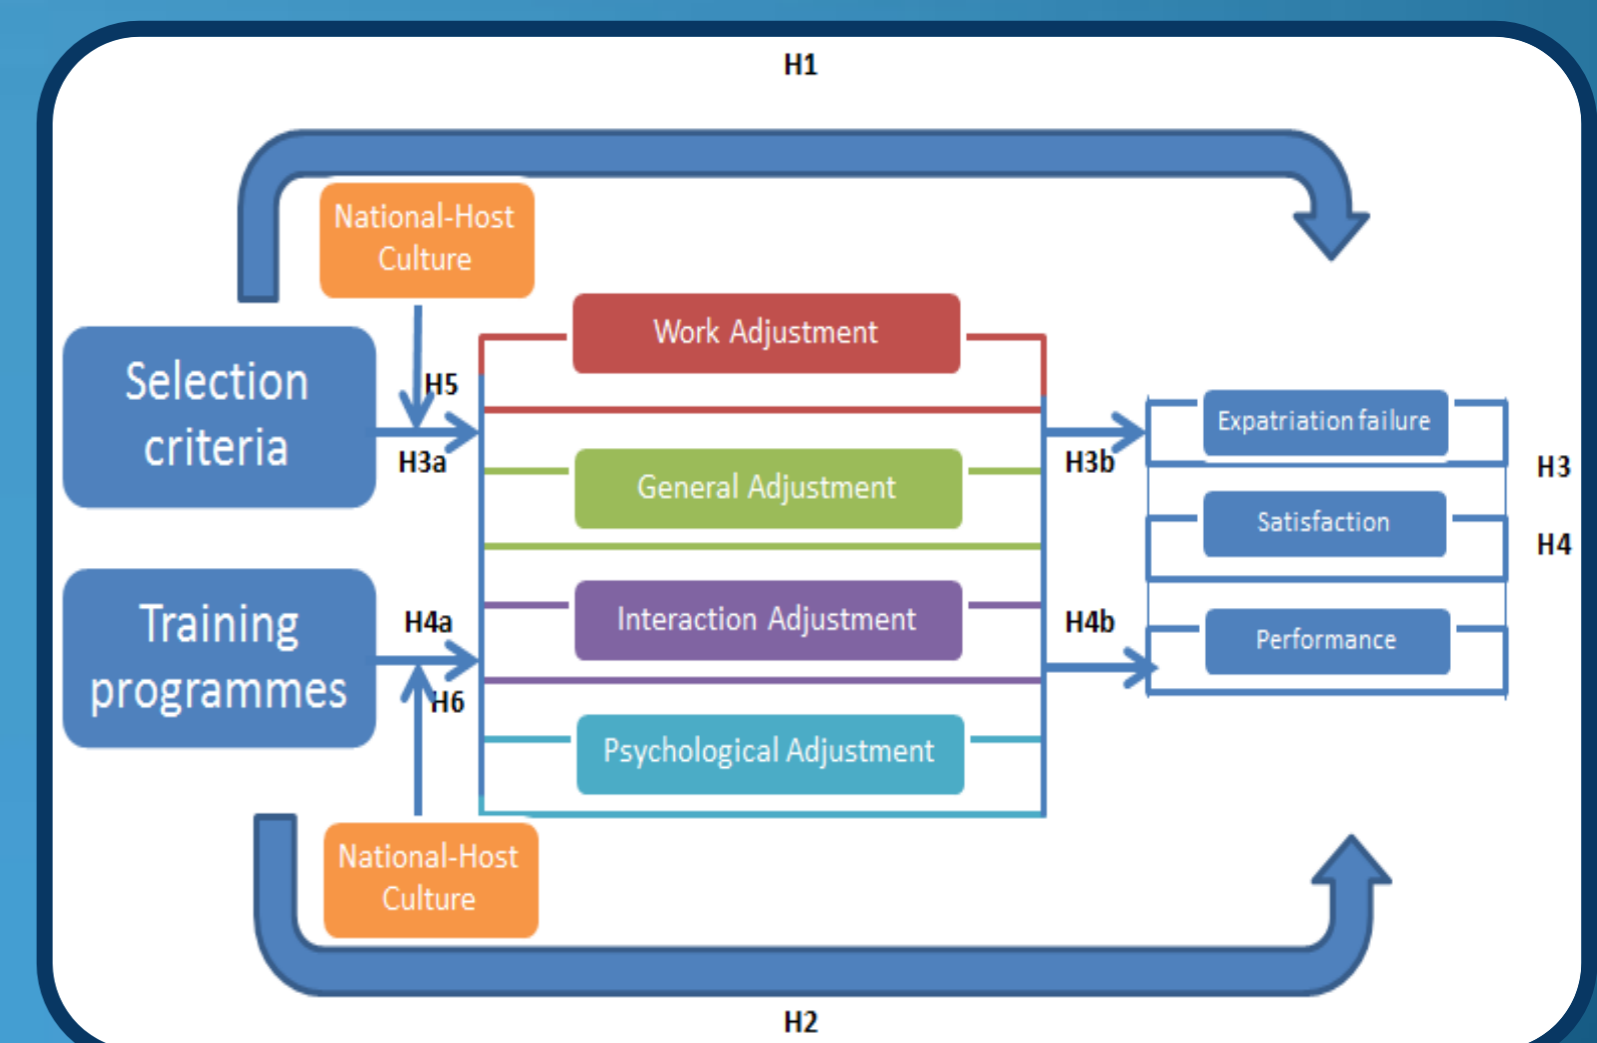 H1
National-Host
Culture
Work Adjustment
Selection
criteria
H5
H3a
General Adjustment
H3b
Expatriation failure
H3
Satisfaction
H4
Training
programmes
H4a
H6
Interaction Adjustment
H4b
Performance
Psychological Adjustment
National-Host
Culture
H2